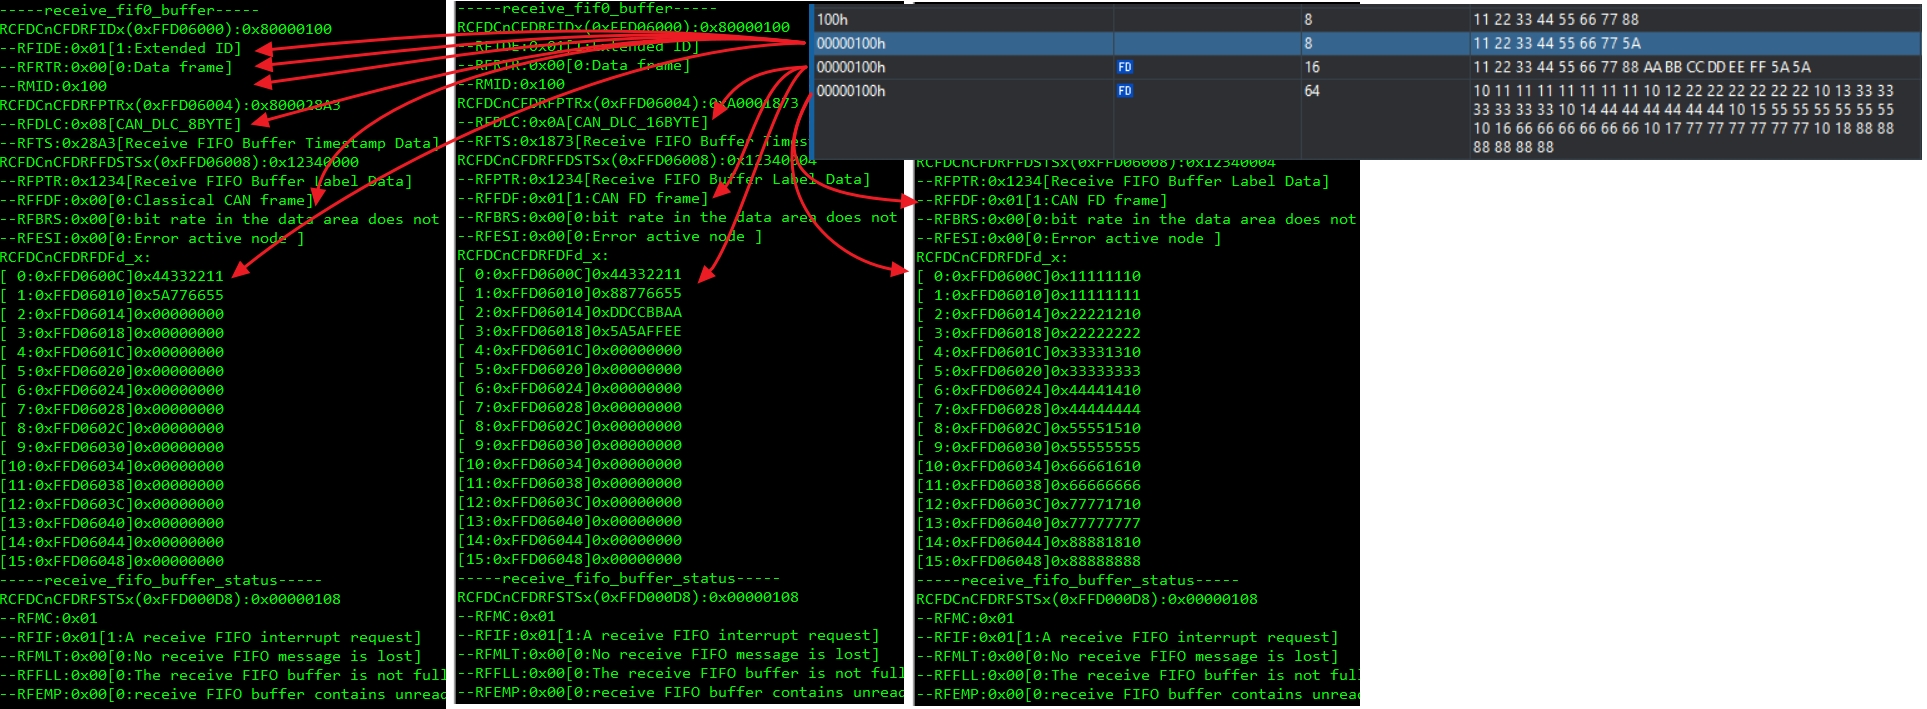 -----receive_fif0_buffer-----
RCFDCnCFDRFIDx(0xFFD06000):0x80000100
--RFIDE:0x01[1:Extended ID]
--RFRTR:0x00[0:Data frame]
--RMID:0x100
RCFDCnCFDRFPTRx(0xFFD06004):0x800028A3
--RFDLC:0x08[CAN_DLC_8BYTE]
--RFTS:0x28A3[Receive FIFO Buffer Timestamp Data]
RCFDCnCFDRFFDSTSx(0xFFD06008):0x12340000
--RFPTR:0x1234[Receive FIFO Buffer Label Data]
--RFFDF:0x00[0:Classical CAN frame]
--RFBRS:0x00[0:bit rate in the data area does not
--RFESI:0x00[0:Error active node ]
RCFDCnCFDRFDFd_x:
[ 0:0xFFD0600C]0x44332211
[ 1:0xFFD06010]0x5A776655
[ 2:0xFFD06014]0x00000000
[ 3:0xFFD06018]0x00000000
[ 4:0xFFD0601C]0x00000000
[ 5:0xFFD06020]0x00000000
[ 6:0xFFD06024]0x00000000
[ 7:0xFFD06028]0x00000000
[ 8:0xFFD0602C]0x00000000
[ 9:0xFFD06030]0x00000000
[10:0xFFD06034]0x00000000
[11:0xFFD06038]0x00000000
[12:0xFFD0603C]0x00000000
[13:0xFFD06040]0x00000000
[14:0xFFD06044]0x00000000
[15:0xFFD06048]0x00000000
-----receive_fifo_buffer_status-----
RCFDCnCFDRFSTSx(0xFFD000D8):0x00000108
--RFMC:0x01
--RFIF:0x01[1:A receive FIFO interrupt request]
--RFMLT:0x00[0:No receive FIFO message is lost]
--RFFLL:0x00[0:The receive FIFO buffer is not full
--RFEMP:0x00[0:receive FIFO buffer contains unread
-----receive_fif0_buffer-----
RCFDCnCFDRFIDx(0xFFD06000):0x80000100
--RFIDE:0x01[1:Extended ID]
--RFRTR:0x00[0:Data frame]
--RMID:0x100
RCFDCnCFDRFPTRx(0xFFD06004):0xA0001873
--RFDLC:0x0A[CAN_DLC_16BYTE]
--RFTS:0x1873[Receive FIFO Buffer Times
RCFDCnCFDRFFDSTSx(0xFFD06008):0x12340004
--RFPTR:0x1234[Receive FIFO Buffer Label Data]
--RFFDF:0x01[1:CAN FD frame]
--RFBRS:0x00[0:bit rate in the data area does not
--RFESI:0x00[0:Error active node ]
RCFDCnCFDRFDFd_x:
[ 0:0xFFD0600C]0x44332211
[ 1:0xFFD06010]0x88776655
[ 2:0xFFD06014]0xDDCCBBAA
[ 3:0xFFD06018]0x5A5AFFEE
[ 4:0xFFD0601C]0x00000000
[ 5:0xFFD06020]0x00000000
[ 6:0xFFD06024]0x00000000
[ 7:0xFFD06028]0x00000000
[ 8:0xFFD0602C]0x00000000
[ 9:0xFFD06030]0x00000000
[10:0xFFD06034]0x00000000
[11:0xFFD06038]0x00000000
[12:0xFFD0603C]0x00000000
[13:0xFFD06040]0x00000000
[14:0xFFD06044]0x00000000
[15:0xFFD06048]0x00000000
-----receive_fifo_buffer_status-----
RCFDCnCFDRFSTSx(0xFFD000D8):0x00000108
--RFMC:0x01
--RFIF:0x01[1:A receive FIFO interrupt request]
--RFMLT:0x00[0:No receive FIFO message is lost]
--RFFLL:0x00[0:The receive FIFO buffer is not full
--RFEMP:0x00[0:receive FIFO buffer contains unread
100h 8 11 22 33 44 55 66 77 88
00000100h 8 11 22 33 44 55 66 77 5A
00000100h FD 16 11 22 33 44 55 66 77 88 AA BB CC DD EE FF 5A 5A
00000100h FD 64 10 11 11 11 11 11 11 11 10 12 22 22 22 22 22 22 10 13 33 33
33 33 33 33 10 14 44 44 44 44 44 44 10 15 55 55 55 55 55 55
10 16 66 66 66 66 66 66 10 17 77 77 77 77 77 77 10 18 88 88
88 88 88 88
RCFDCnCFDRFFDSTSx(0xFFD06008):0x12340004
--RFPTR:0x1234[Receive FIFO Buffer Label Data]
--RFFDF:0x01[1:CAN FD frame]
--RFBRS:0x00[0:bit rate in the data area does not
--RFESI:0x00[0:Error active node ]
RCFDCnCFDRFDFd_x:
[ 0:0xFFD0600C]0x11111110
[ 1:0xFFD06010]0x11111111
[ 2:0xFFD06014]0x22221210
[ 3:0xFFD06018]0x22222222
[ 4:0xFFD0601C]0x33331310
[ 5:0xFFD06020]0x33333333
[ 6:0xFFD06024]0x44441410
[ 7:0xFFD06028]0x44444444
[ 8:0xFFD0602C]0x55551510
[ 9:0xFFD06030]0x55555555
[10:0xFFD06034]0x66661610
[11:0xFFD06038]0x66666666
[12:0xFFD0603C]0x77771710
[13:0xFFD06040]0x77777777
[14:0xFFD06044]0x88881810
[15:0xFFD06048]0x88888888
-----receive_fifo_buffer_status-----
RCFDCnCFDRFSTSx(0xFFD000D8):0x00000108
--RFMC:0x01
--RFIF:0x01[1:A receive FIFO interrupt request]
--RFMLT:0x00[0:No receive FIFO message is lost]
--RFFLL:0x00[0:The receive FIFO buffer is not full
--RFEMP:0x00[0:receive FIFO buffer contains unread